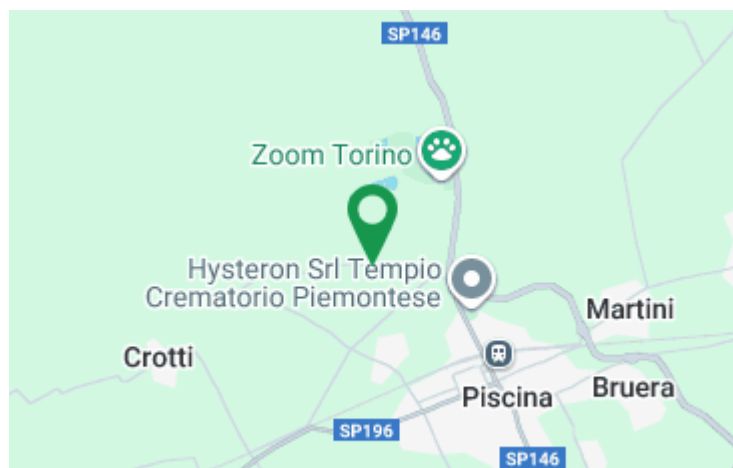 SP146
Zoom Torino
Hysteron Srl Tempio
Crematorio Piemontese
Martini
Crotti
Bruera
Piscina
SP196
SP146